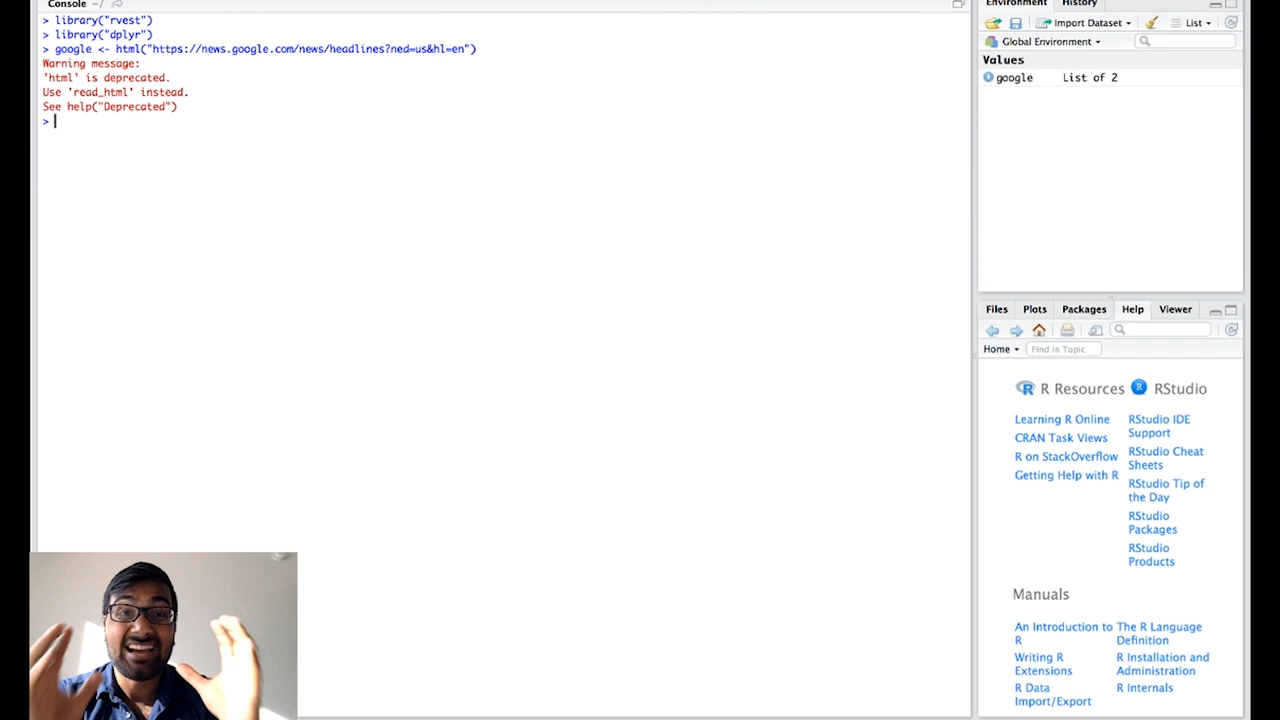 Console ~/
> library("rvest")
> library("dplyr")
> google <- html("https://news.google.com/news/headlines?ned=us&hl=en")
Warning message:
'html' is deprecated.
Use 'read_html' instead.
See help("Deprecated")
>
Environment History
Import Dataset List
Global Environment
Values
google List of 2
Files Plots Packages Help Viewer
Home Find in Topic
R Resources
Learning R Online
CRAN Task Views
R on StackOverflow
Getting Help with R
R RStudio
RStudio IDE
Support
RStudio Cheat
Sheets
RStudio Tip of
the Day
RStudio
Packages
RStudio
Products
Manuals
An Introduction to
R
Writing R
Extensions
R Data
Import/Export
The R Language
Definition
R Installation and
Administration
R Internals